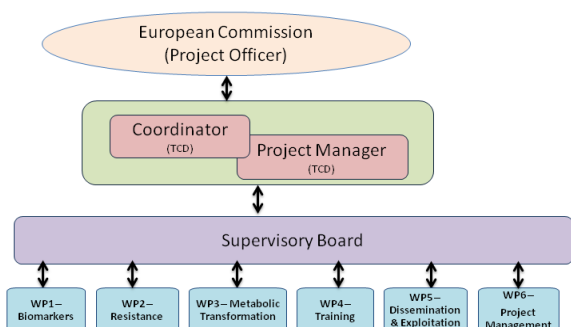 European Commission
(Project Officer)
Coordinator
(TCD)
Project Manager
(TCD)
Supervisory Board
WP1–
Biomarkers
WP2–
Resistance
WP3– Metabolic
Transformation
WP4–
Training
WP5–
Dissemination
& Exploitation
WP6–
Project
Management